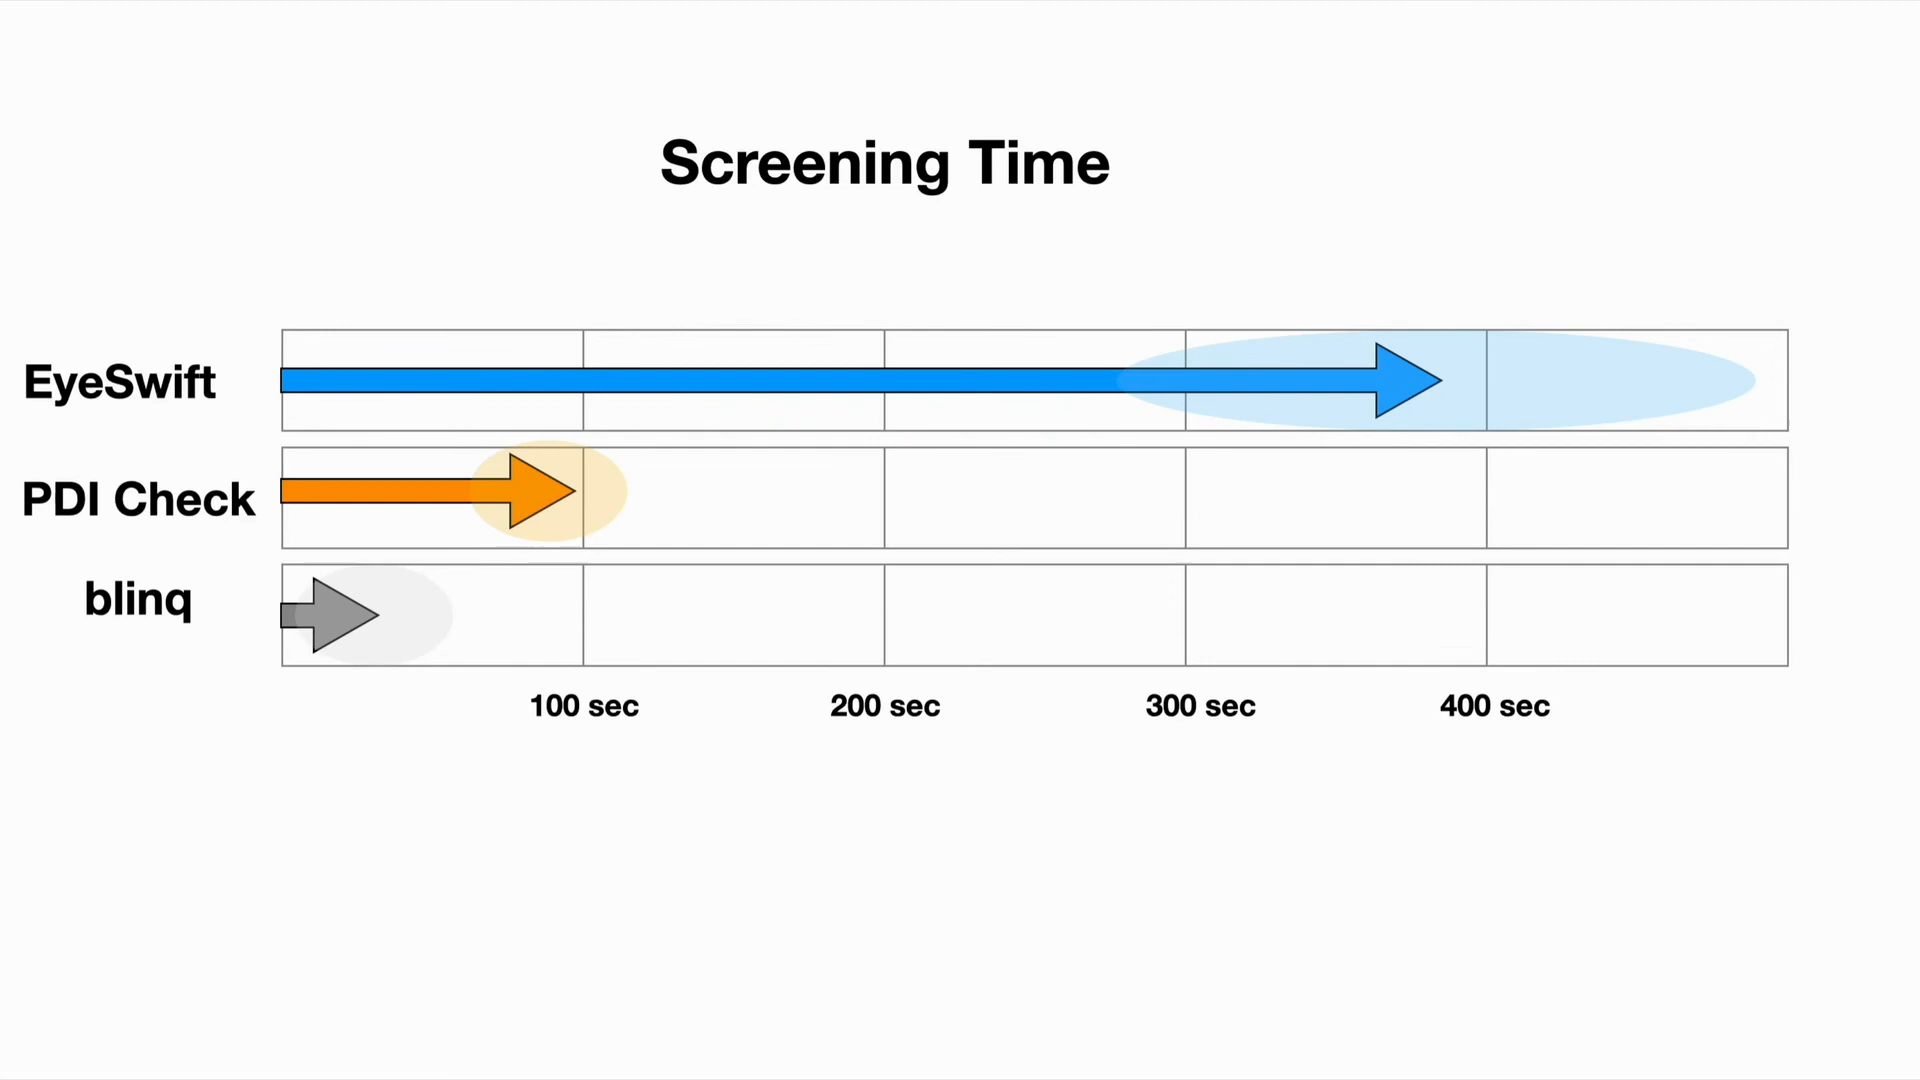 Screening Time
EyeSwift
PDI Check
blinq
100 sec 200 sec 300 sec 400 sec